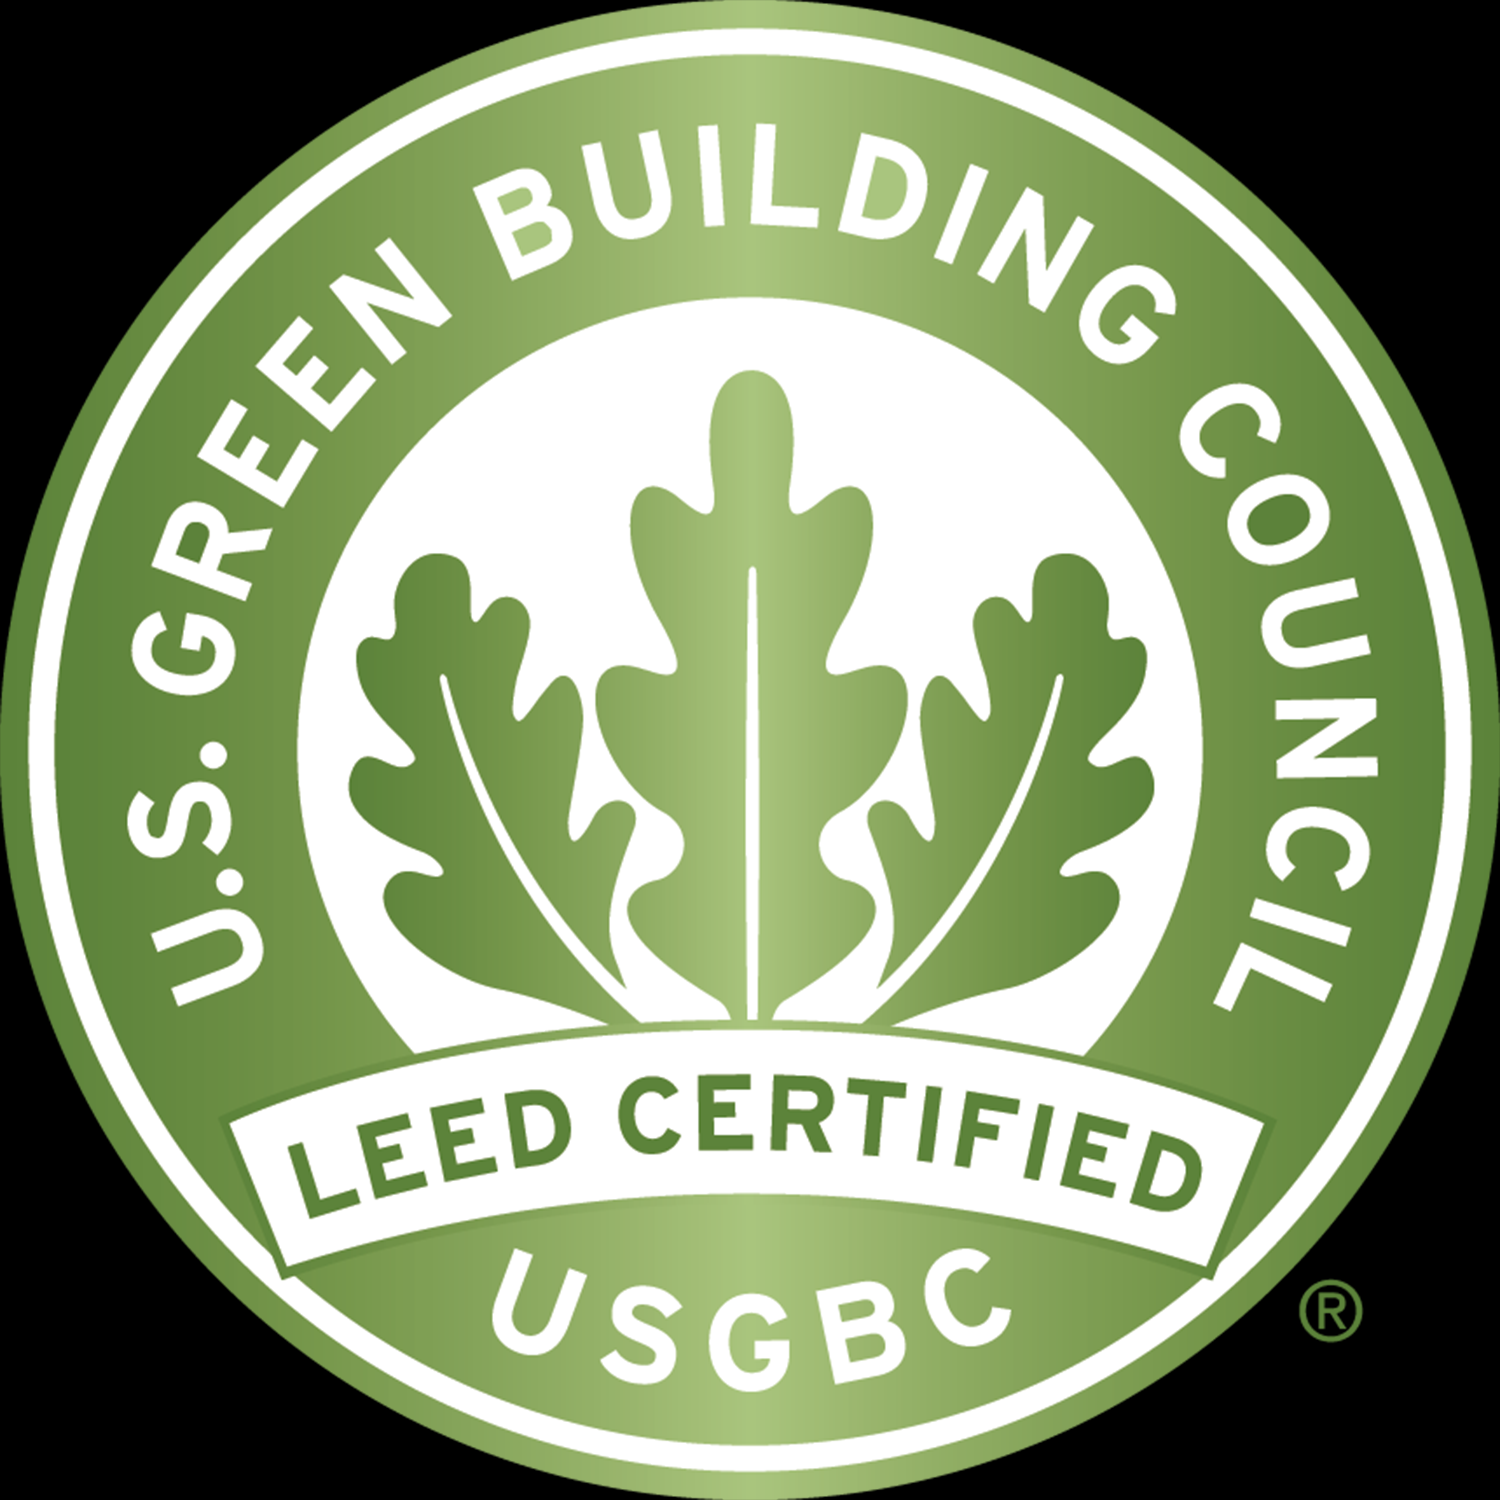 U.S. GREEN BUILDING COUNCIL
LEED CERTIFIED
USGBC
®